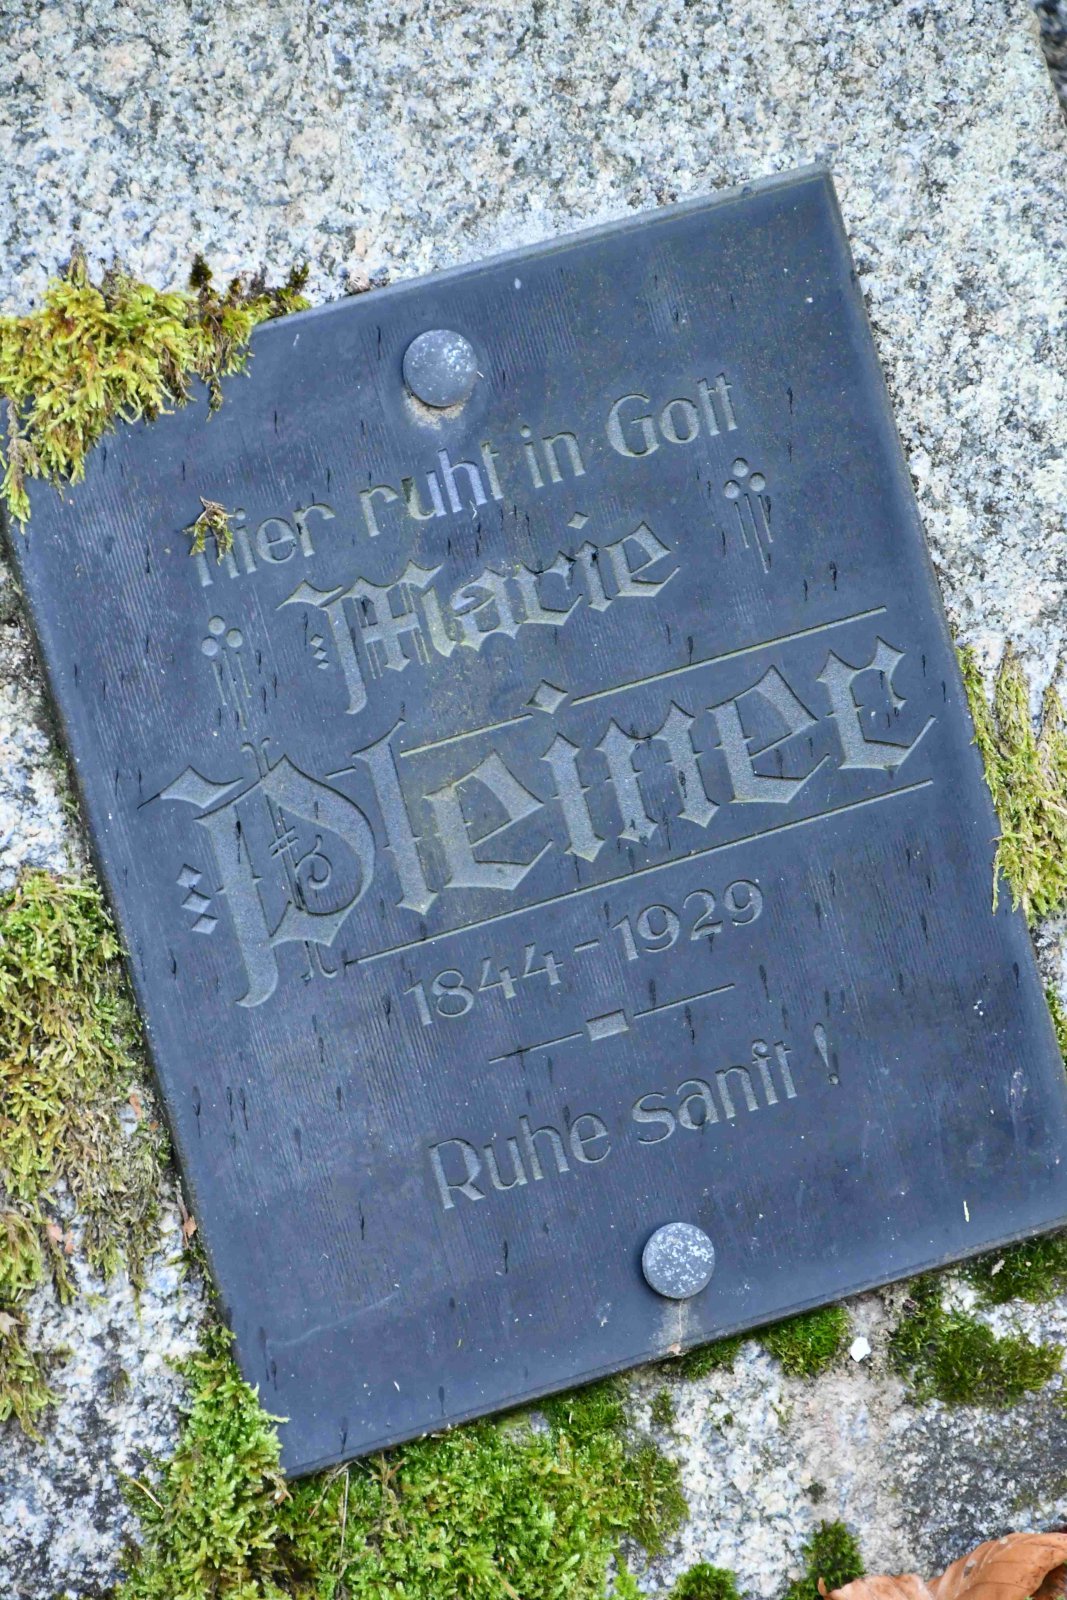 Hier ruht in Gott
Marie
Pleiner
1844-1929
Ruhe sanft!